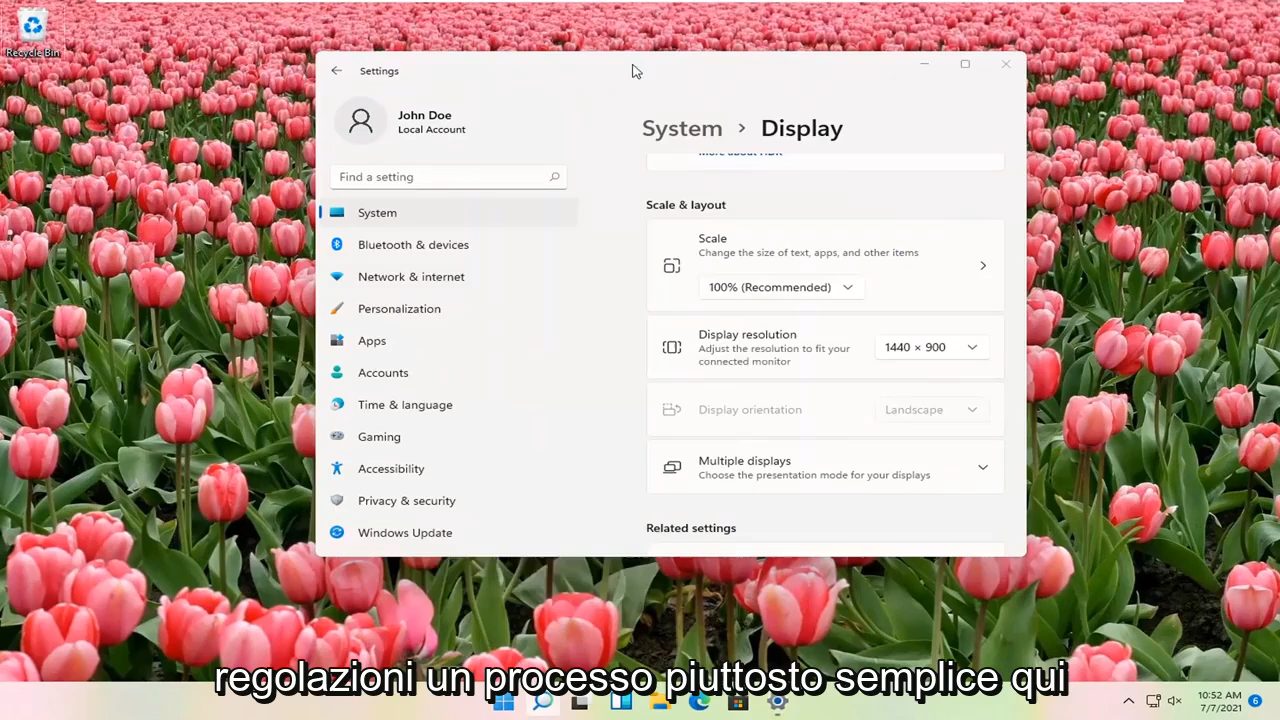 Recycle Bin
Settings
John Doe
Local Account
Find a setting
System
Bluetooth & devices
Network & internet
Personalization
Apps
Accounts
Time & language
Gaming
Accessibility
Privacy & security
Windows Update
System > Display
More about HDR
Scale & layout
Scale
Change the size of text, apps, and other items
100% (Recommended)
Display resolution
Adjust the resolution to fit your
connected monitor
1440 × 900
Display orientation
Landscape
Multiple displays
Choose the presentation mode for your displays
Related settings
regolazioni un processo piuttosto semplice qui
10:52 AM
7/7/2021
6